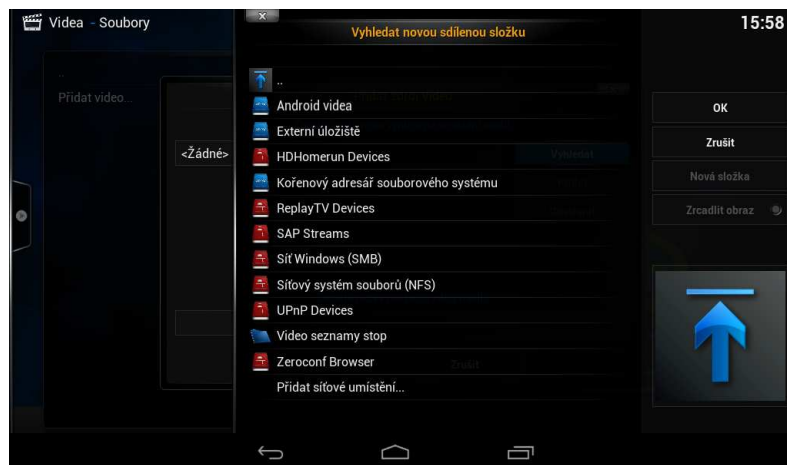 Videa - Soubory
x
Vyhledat novou sdílenou složku
15:58
..
Přidat video...
<Žádné>
..
Android videa
Externí úložiště
HDHomerun Devices
Kořenový adresář souborového systému
ReplayTV Devices
SAP Streams
Síť Windows (SMB)
Síťový systém souborů (NFS)
UPnP Devices
Video seznamy stop
Zeroconf Browser
Přidat síťové umístění...
Vyhledat
Zrušit
OK
Zrušit
Nová složka
Zrcadlit obraz